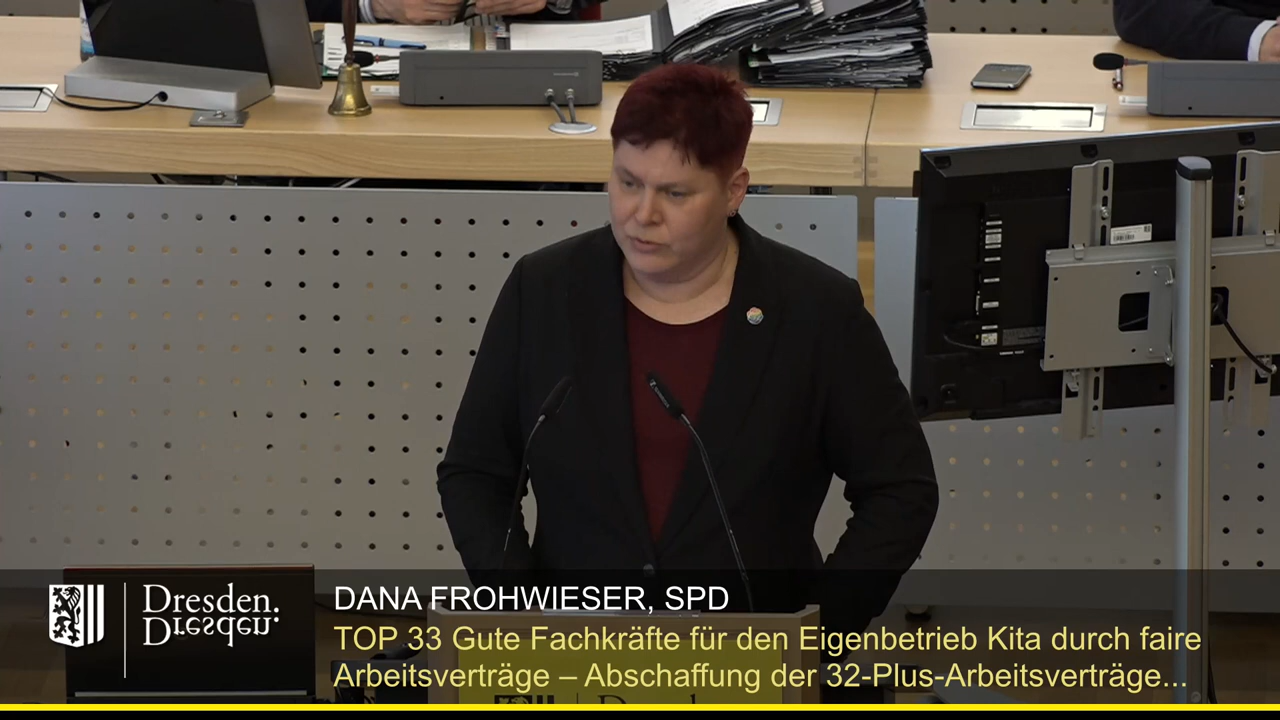 Dresden.
Dresden.
DANA FROHWIESER, SPD
TOP 33 Gute Fachkräfte für den Eigenbetrieb Kita durch faire
Arbeitsverträge – Abschaffung der 32-Plus-Arbeitsverträge...